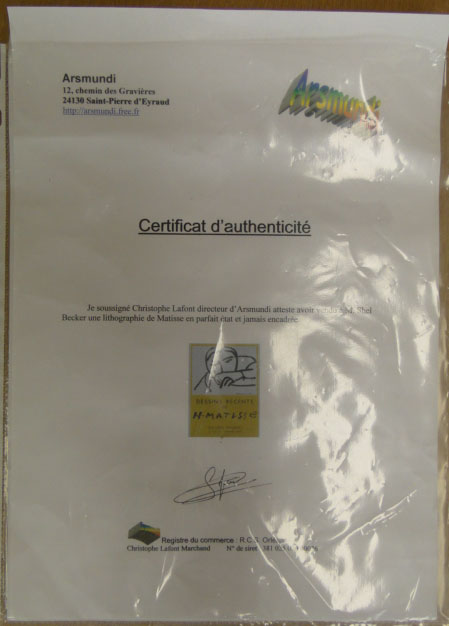 Arsmundi
12, chemin des Gravières
24130 Saint-Pierre d'Eyraud
http://arsmundi.free.fr
Arsmundi
Certificat d'authenticité
Je soussigné Christophe Lafont directeur d'Arsmundi atteste avoir
Becker une lithographie de Matisse en parfait état et jamais encadrée
DESSINS RÉCENTS
H-MATISSE
Registre du commerce : R.C.S.
Christophe Lafont Marchand N° de siret